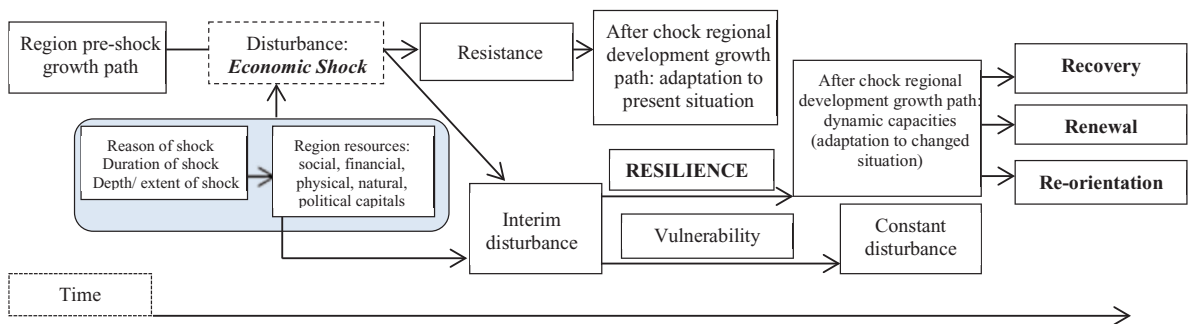 Region pre-shock
growth path
Disturbance:
Economic Shock
Resistance
After chock regional
development growth
path: adaptation to
present situation
After chock regional
development growth path:
dynamic capacities
(adaptation to changed
situation)
Recovery
Renewal
Re-orientation
Reason of shock
Duration of shock
Depth/ extent of shock
Region resources:
social, financial,
physical, natural,
political capitals
Interim
disturbance
RESILIENCE
Vulnerability
Constant
disturbance
Time